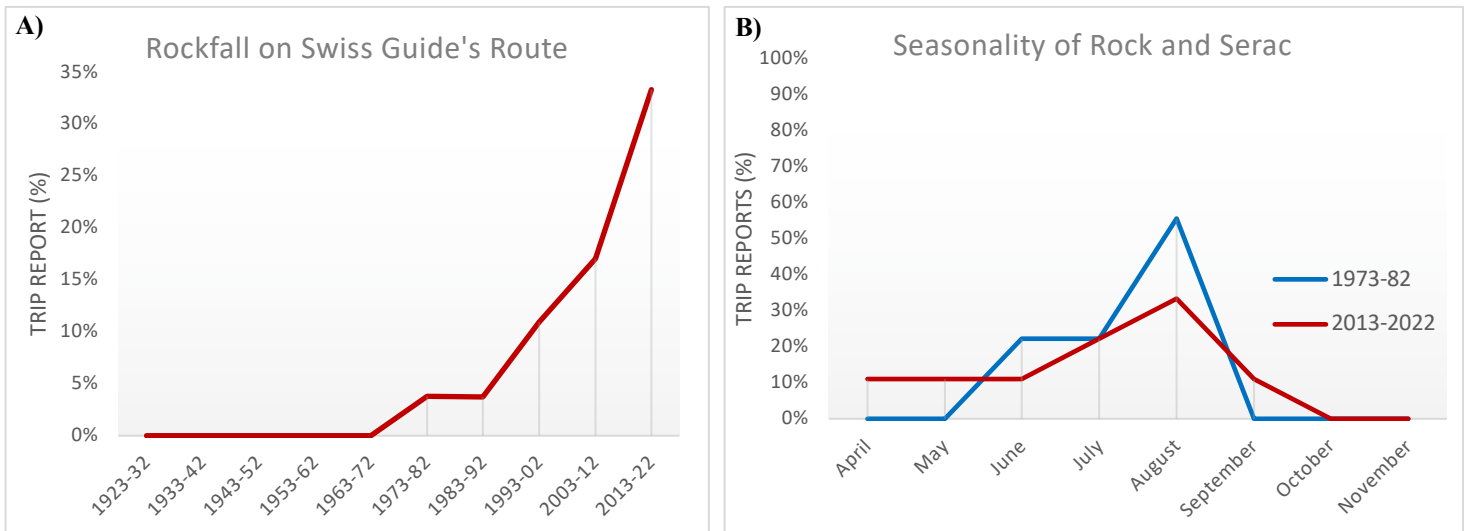 A)
Rockfall on Swiss Guide's Route
TRIP REPORT (%)
35%
30%
25%
20%
15%
10%
5%
0%
1923-32
1933-42
1943-52
1953-62
1963-72
1973-82
1983-92
1993-02
2003-12
2013-22
B)
Seasonality of Rock and Serac
TRIP REPORTS (%)
100%
90%
80%
70%
60%
50%
40%
30%
20%
10%
0%
April
May
June
July
August
September
October
November
1973-82
2013-2022